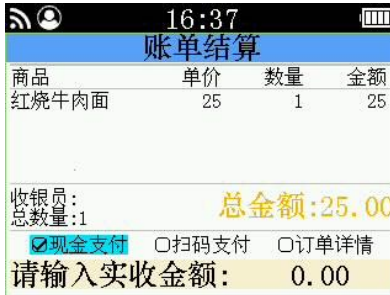 16:37
账单结算
商品 单价 数量 金额
红烧牛肉面 25 1 25
收银员:
总数量:1
总金额:25.00
现金支付 扫码支付 订单详情
请输入实收金额: 0.00